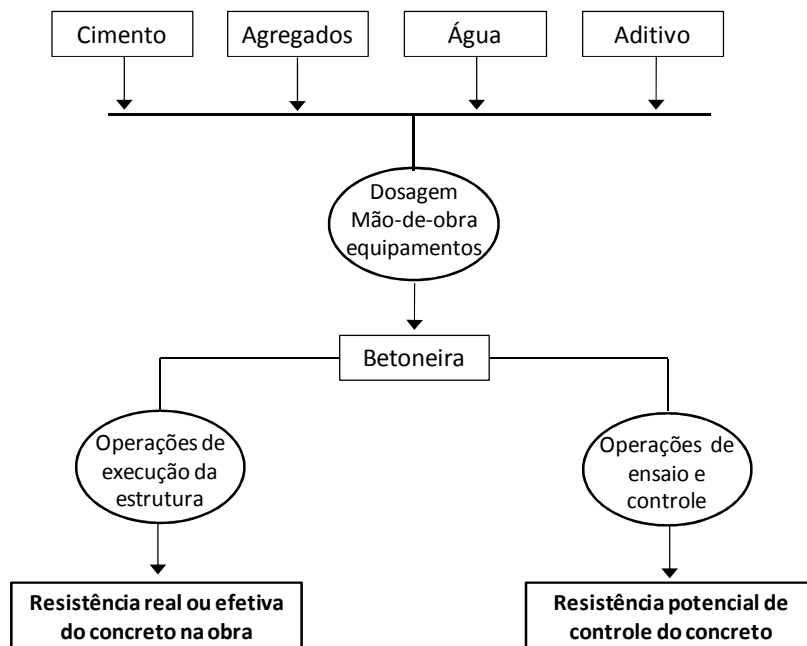 Cimento
Agregados
Água
Aditivo
Dosagem
Mão-de-obra
equipamentos
Betoneira
Operações de
execução da
estrutura
Operações de
ensaio e
controle
Resistência real ou efetiva
do concreto na obra
Resistência potencial de
controle do concreto